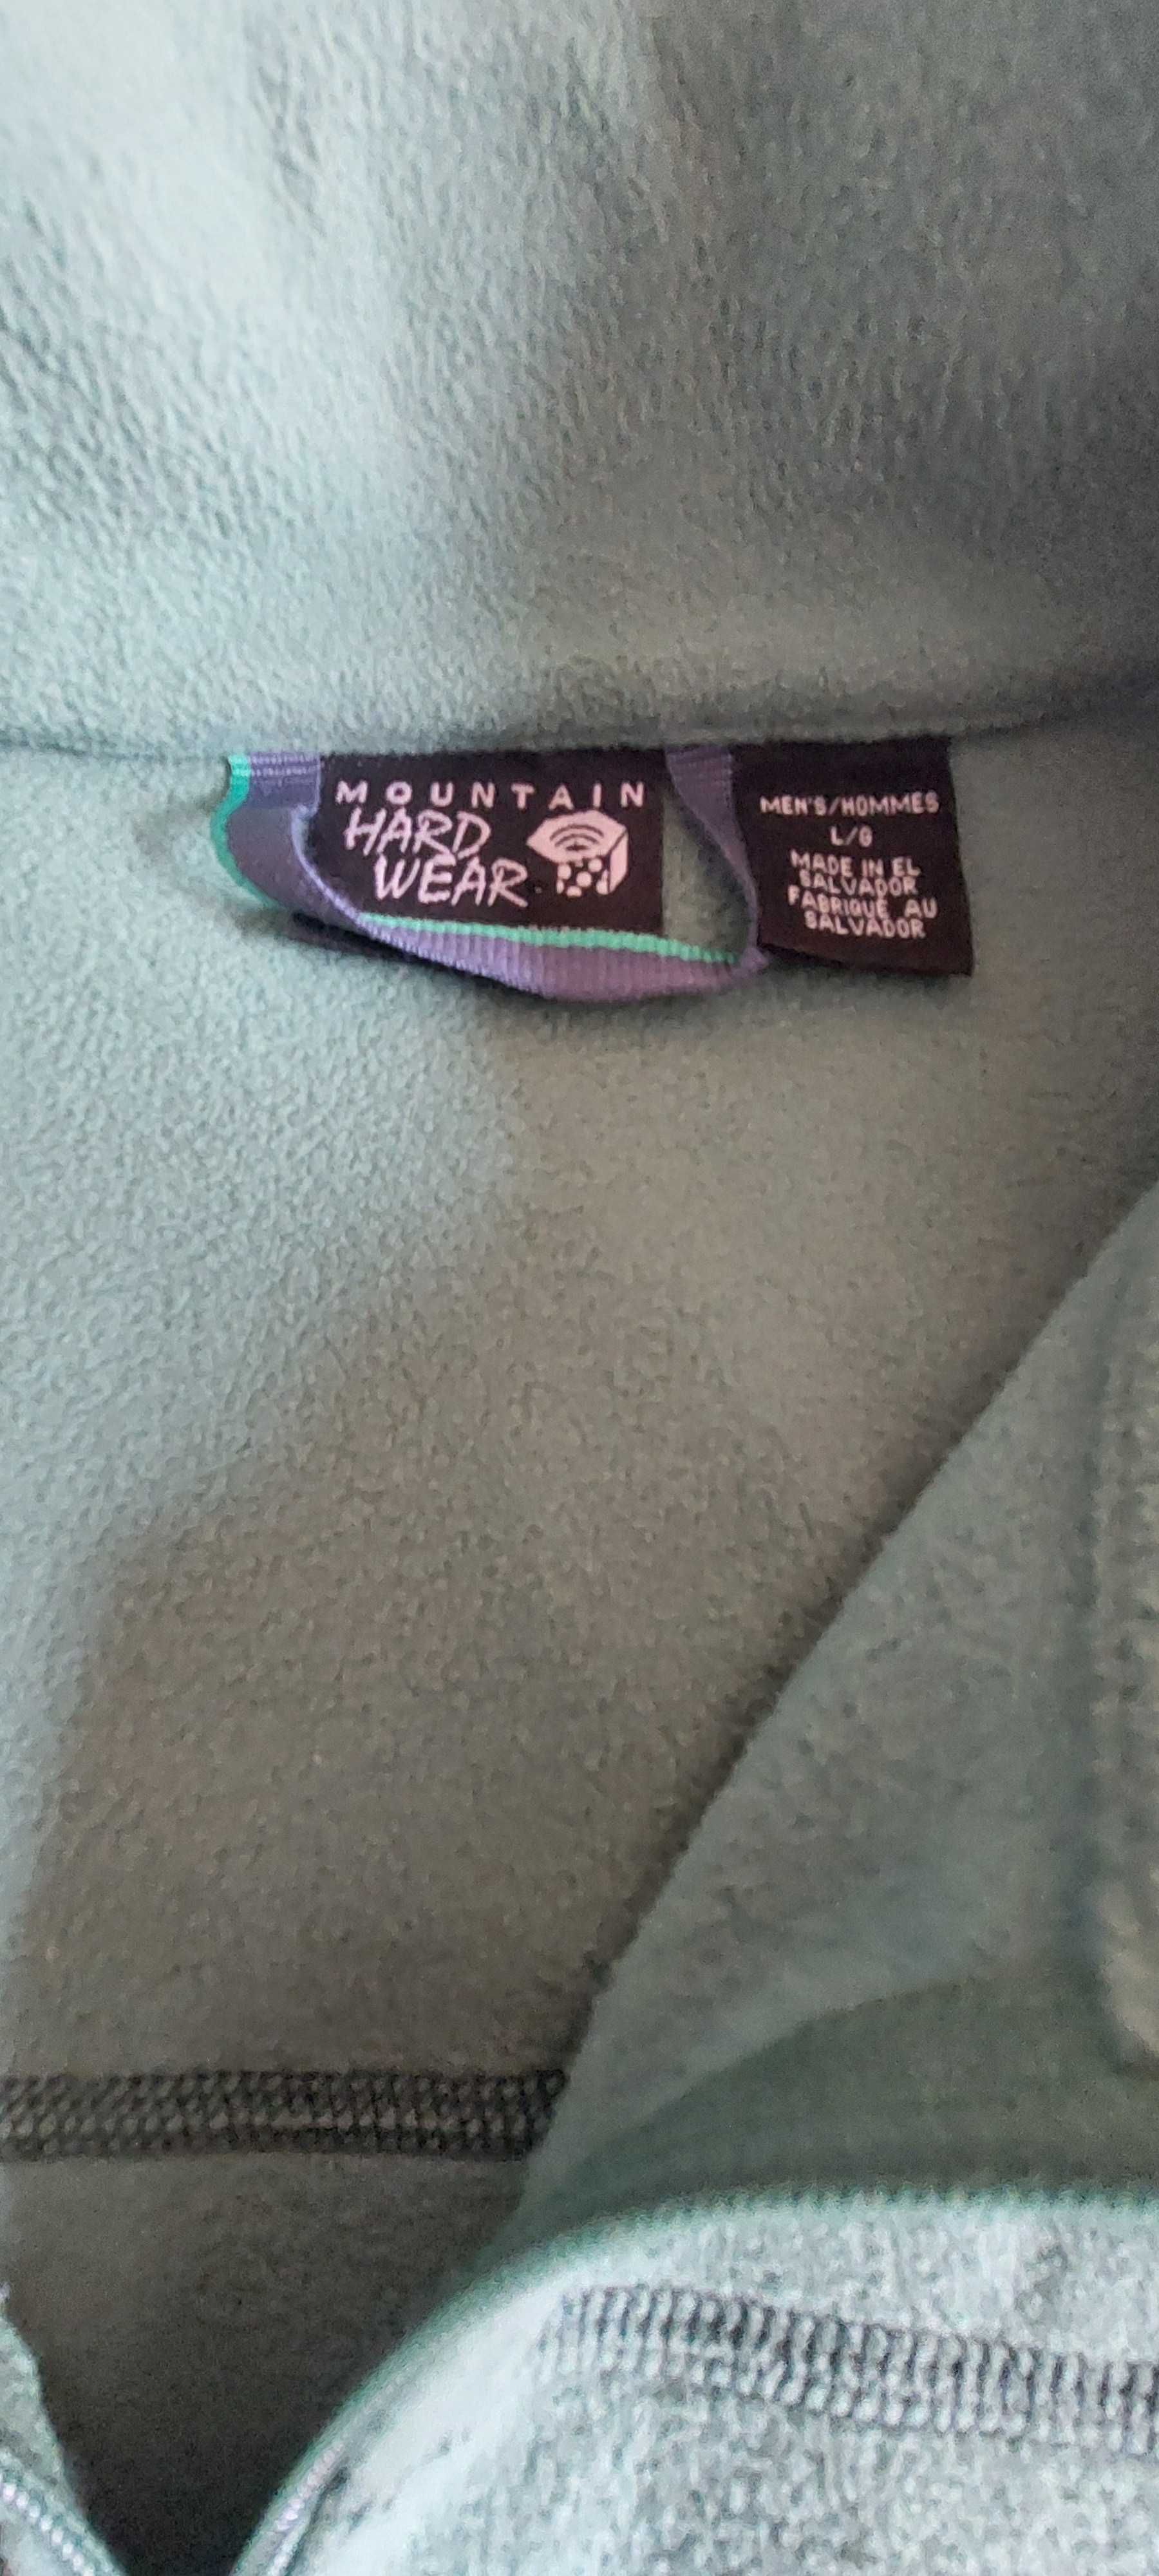 MOUNTAIN
HARD
WEAR
MEN'S/HOMMES
L/G
MADE IN EL
SALVADOR
FABRIQUÉ AU
SALVADOR